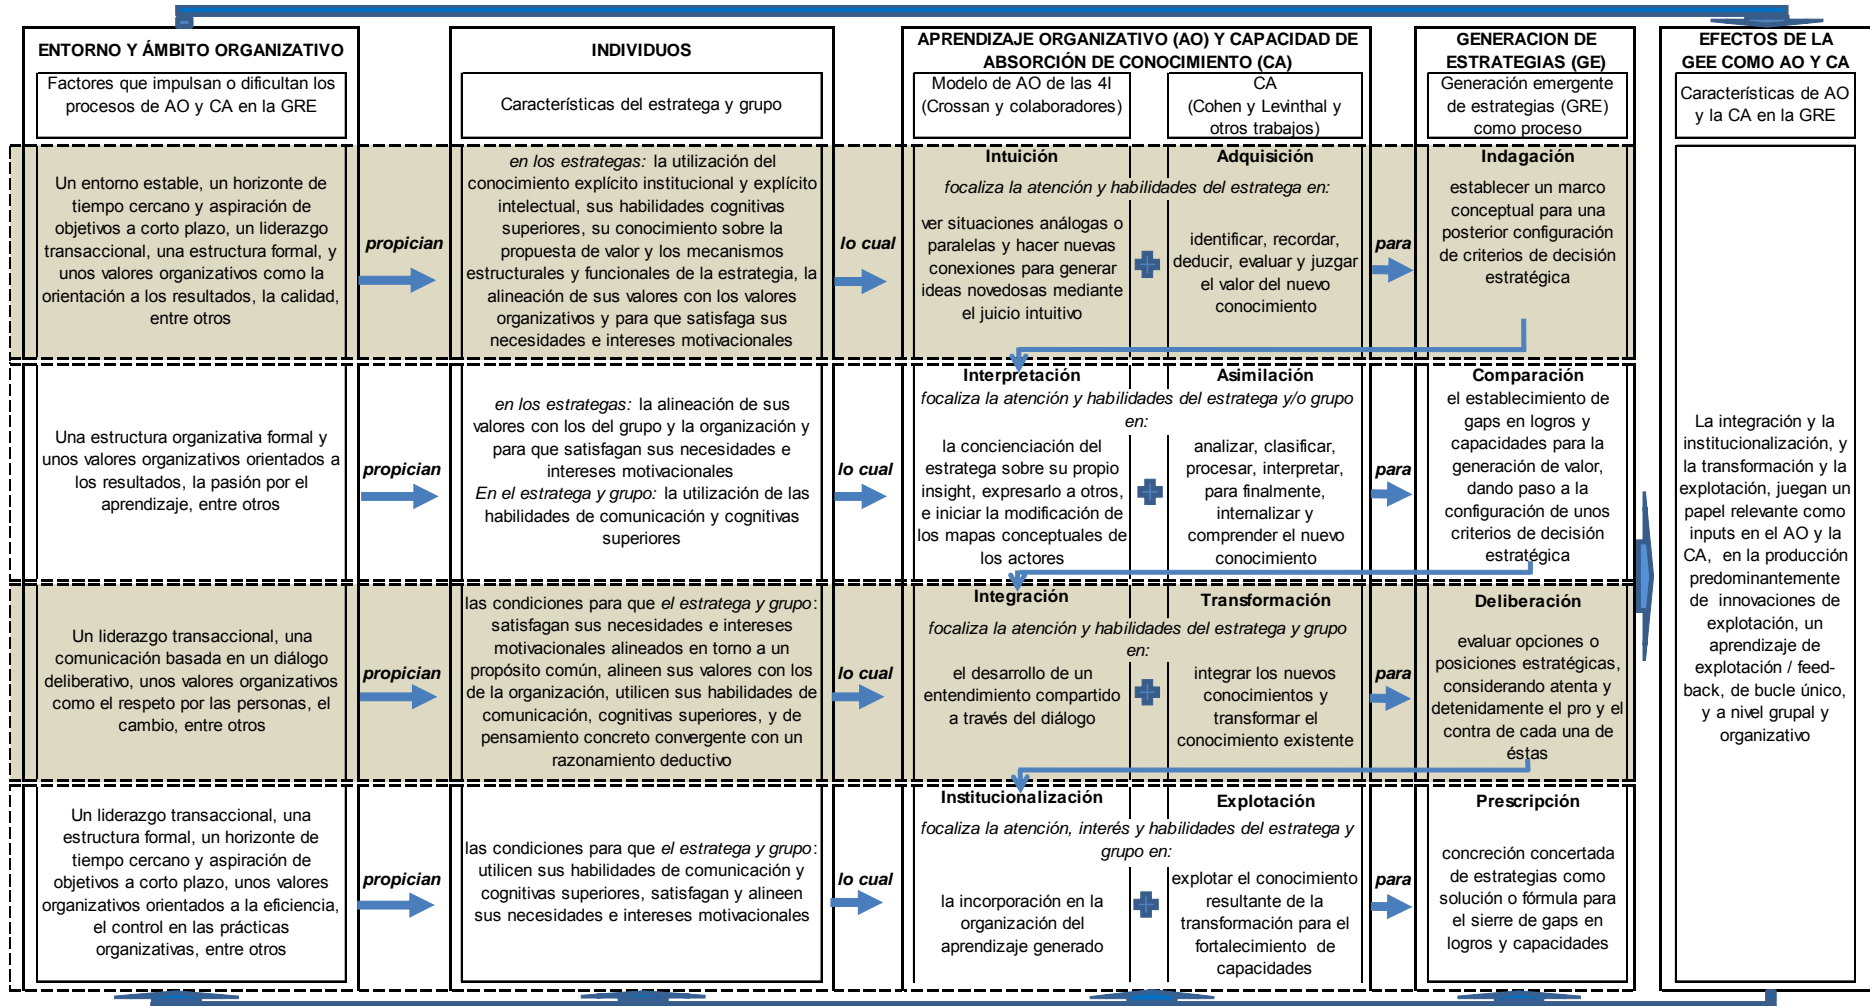 ENTORNO Y ÁMBITO ORGANIZATIVO
Factores que impulsan o dificultan los
procesos de AO y CA en la GRE
INDIVIDUOS
Características del estratega y grupo
APRENDIZAJE ORGANIZATIVO (AO) Y CAPACIDAD DE
ABSORCIÓN DE CONOCIMIENTO (CA)
Modelo de AO de las 4I
(Crossan y colaboradores)
CA
(Cohen y Levinthal y
otros trabajos)
GENERACION DE
ESTRATEGIAS (GE)
Generación emergente
de estrategias (GRE)
como proceso
EFECTOS DE LA
GEE COMO AO Y CA
Características de AO
y la CA en la GRE
Un entorno estable, un horizonte de
tiempo cercano y aspiración de
objetivos a corto plazo, un liderazgo
transaccional, una estructura formal, y
unos valores organizativos como la
orientación a los resultados, la calidad,
entre otros
propician
en los estrategas: la utilización del
conocimiento explícito institucional y explícito
intelectual, sus habilidades cognitivas
superiores, su conocimiento sobre la
propuesta de valor y los mecanismos
estructurales y funcionales de la estrategia, la
alineación de sus valores con los valores
organizativos y para que satisfaga sus
necesidades e intereses motivacionales
lo cual
Intuición
Adquisición
focaliza la atención y habilidades del estratega en:
ver situaciones análogas o
paralelas y hacer nuevas
conexiones para generar
ideas novedosas mediante
el juicio intuitivo
identificar, recordar,
deducir, evaluar y juzgar
el valor del nuevo
conocimiento
para
Indagación
establecer un marco
conceptual para una
posterior configuración
de criterios de decisión
estratégica
Una estructura organizativa formal y
unos valores organizativos orientados a
los resultados, la pasión por el
aprendizaje, entre otros
propician
en los estrategas: la alineación de sus
valores con los del grupo y la organización y
para que satisfagan sus necesidades e
intereses motivacionales
En el estratega y grupo: la utilización de las
habilidades de comunicación y cognitivas
superiores
lo cual
Interpretación
Asimilación
focaliza la atención y habilidades del estratega y/o grupo
en:
la concienciación del
estratega sobre su propio
insight, expresarlo a otros,
e iniciar la modificación de
los mapas conceptuales de
los actores
analizar, clasificar,
procesar, interpretar,
para finalmente,
internalizar y
comprender el nuevo
conocimiento
para
Comparación
el establecimiento de
gaps en logros y
capacidades para la
generación de valor,
dando paso a la
configuración de unos
criterios de decisión
estratégica
Un liderazgo transaccional, una
comunicación basada en un diálogo
deliberativo, unos valores organizativos
como el respeto por las personas, el
cambio, entre otros
propician
las condiciones para que el estratega y grupo:
satisfagan sus necesidades e intereses
motivacionales alineados en torno a un
propósito común, alineen sus valores con los
de la organización, utilicen sus habilidades de
comunicación, cognitivas superiores, y de
pensamiento concreto convergente con un
razonamiento deductivo
lo cual
Integración
Transformación
focaliza la atención y habilidades del estratega y grupo
en:
el desarrollo de un
entendimiento compartido
a través del diálogo
integrar los nuevos
conocimientos y
transformar el
conocimiento existente
para
Deliberación
evaluar opciones o
posiciones estratégicas,
considerando atenta y
detenidamente el pro y el
contra de cada una de
éstas
Un liderazgo transaccional, una
estructura formal, un horizonte de
tiempo cercano y aspiración de
objetivos a corto plazo, unos valores
organizativos orientados a la eficiencia,
el control en las prácticas
organizativas, entre otros
propician
las condiciones para que el estratega y grupo:
utilicen sus habilidades de comunicación y
cognitivas superiores, satisfagan y alineen
sus necesidades e intereses motivacionales
lo cual
Institucionalización
Explotación
focaliza la atención, interés y habilidades del estratega y
grupo en:
la incorporación en la
organización del
aprendizaje generado
explotar el conocimiento
resultante de la
transformación para el
fortalecimiento de
capacidades
para
Prescripción
concreción concertada
de estrategias como
solución o fórmula para
el sierre de gaps en
logros y capacidades
La integración y la
institucionalización, y
la transformación y la
explotación, juegan un
papel relevante como
inputs en el AO y la
CA, en la producción
predominantemente
de innovaciones de
explotación, un
aprendizaje de
explotación / feed-
back, de bucle único,
y a nivel grupal y
organizativo